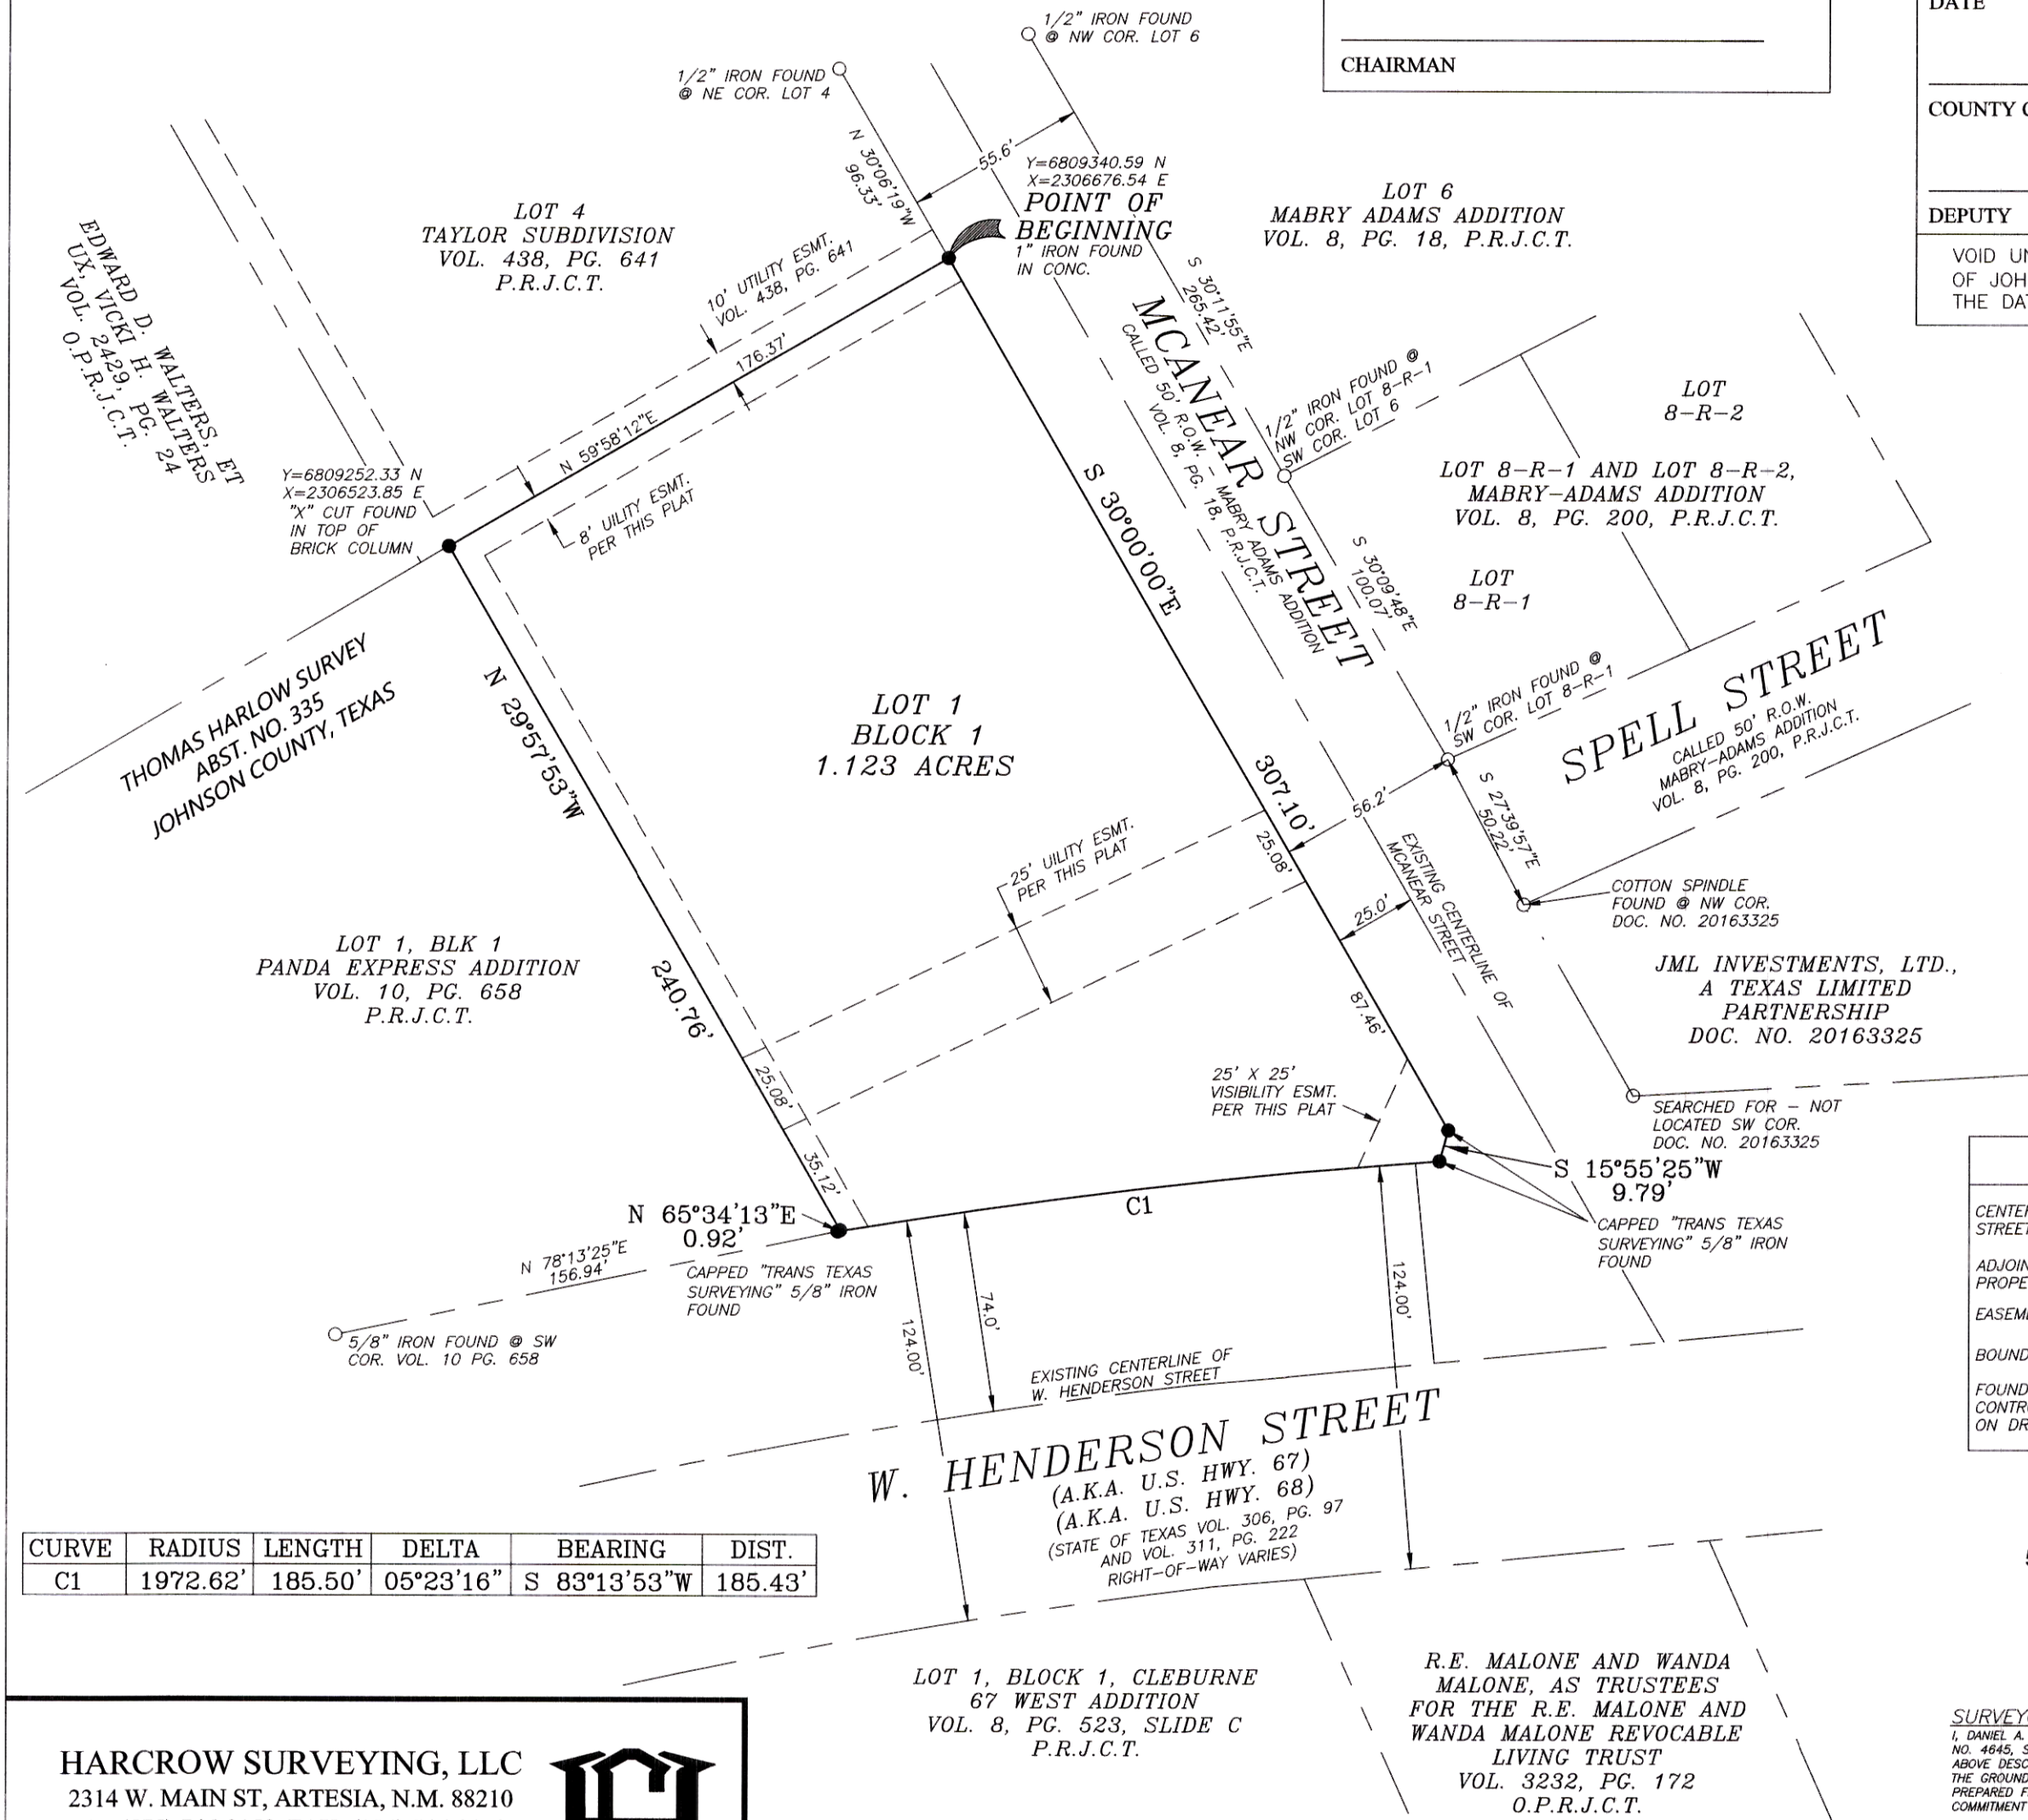 DATE
1/2" IRON FOUND
@ NW COR. LOT 6
CHAIRMAN
1/2" IRON FOUND
@ NE COR. LOT 4
COUNTY
N 30°06'19"W
96.33'
55.6'
Y=6809340.59 N
X=2306676.54 E
POINT OF
BEGINNING
1" IRON FOUND
IN CONC.
LOT 6
MABRY ADAMS ADDITION
VOL. 8, PG. 18, P.R.J.C.T.
DEPUTY
VOID
OF
THE
LOT 4
TAYLOR SUBDIVISION
VOL. 438, PG. 641
P.R.J.C.T.
10' UTILITY ESMT.
VOL. 438, PG. 641
EDWARD D. WALTERS, ET
UX, VICKI H. WALTERS
VOL. 2429, PG. 24
O.P.R.J.C.T.
S 30°11'55"E
265.42'
MCANEAR STREET
CALLED 50' R.O.W. - MABRY ADAMS ADDITION
VOL. 8, PG. 18, P.R.J.C.T.
176.37'
N 59°58'12"E
8' UILITY ESMT.
PER THIS PLAT
1/2" IRON FOUND @
NW COR. LOT 8-R-1
SW COR. LOT 6
LOT
8-R-2
Y=6809252.33 N
X=2306523.85 E
"X" CUT FOUND
IN TOP OF
BRICK COLUMN
LOT 8-R-1 AND LOT 8-R-2,
MABRY-ADAMS ADDITION
VOL. 8, PG. 200, P.R.J.C.T.
S 30°00'00"E
307.10'
S 30°09'48"E
100.07'
LOT
8-R-1
THOMAS HARLOW SURVEY
ABST. NO. 335
JOHNSON COUNTY, TEXAS
N 29°57'53"W
240.76'
LOT 1
BLOCK 1
1.123 ACRES
1/2" IRON FOUND @
SW COR. LOT 8-R-1
SPELL STREET
CALLED 50' R.O.W.
MABRY-ADAMS ADDITION
VOL. 8, PG. 200, P.R.J.C.T.
56.2'
S 27°39'57"E
50.22'
25' UILITY ESMT.
PER THIS PLAT
25.08'
EXISTING CENTERLINE OF
MCANEAR STREET
25.0'
COTTON SPINDLE
FOUND @ NW COR.
DOC. NO. 20163325
LOT 1, BLK 1
PANDA EXPRESS ADDITION
VOL. 10, PG. 658
P.R.J.C.T.
JML INVESTMENTS, LTD.,
A TEXAS LIMITED
PARTNERSHIP
DOC. NO. 20163325
87.46'
25.08'
35.12'
25' X 25'
VISIBILITY ESMT.
PER THIS PLAT
SEARCHED FOR - NOT
LOCATED SW COR.
DOC. NO. 20163325
S 15°55'25"W
9.79'
N 65°34'13"E
0.92'
C1
CAPPED "TRANS TEXAS
SURVEYING" 5/8" IRON
FOUND
N 78°13'25"E
156.94'
CAPPED "TRANS TEXAS
SURVEYING" 5/8" IRON
FOUND
5/8" IRON FOUND @ SW
COR. VOL. 10 PG. 658
124.00'
74.0'
124.00'
EXISTING CENTERLINE OF
W. HENDERSON STREET
W. HENDERSON STREET
(A.K.A. U.S. HWY. 67)
(A.K.A. U.S. HWY. 68)
(STATE OF TEXAS VOL. 306, PG. 97
AND VOL. 311, PG. 222
RIGHT-OF-WAY VARIES)
STREET
FOUND
ON
CURVE RADIUS LENGTH DELTA BEARING DIST.
C1 1972.62' 185.50' 05°23'16" S 83°13'53"W 185.43'
LOT 1, BLOCK 1, CLEBURNE
67 WEST ADDITION
VOL. 8, PG. 523, SLIDE C
P.R.J.C.T.
R.E. MALONE AND WANDA
MALONE, AS TRUSTEES
FOR THE R.E. MALONE AND
WANDA MALONE REVOCABLE
LIVING TRUST
VOL. 3232, PG. 172
O.P.R.J.C.T.
HARCROW SURVEYING, LLC
2314 W. MAIN ST, ARTESIA, N.M. 88210
I, DANIEL A.
NO. 4645,
ABOVE
THE GROUND
PREPARED
COMMITMENT